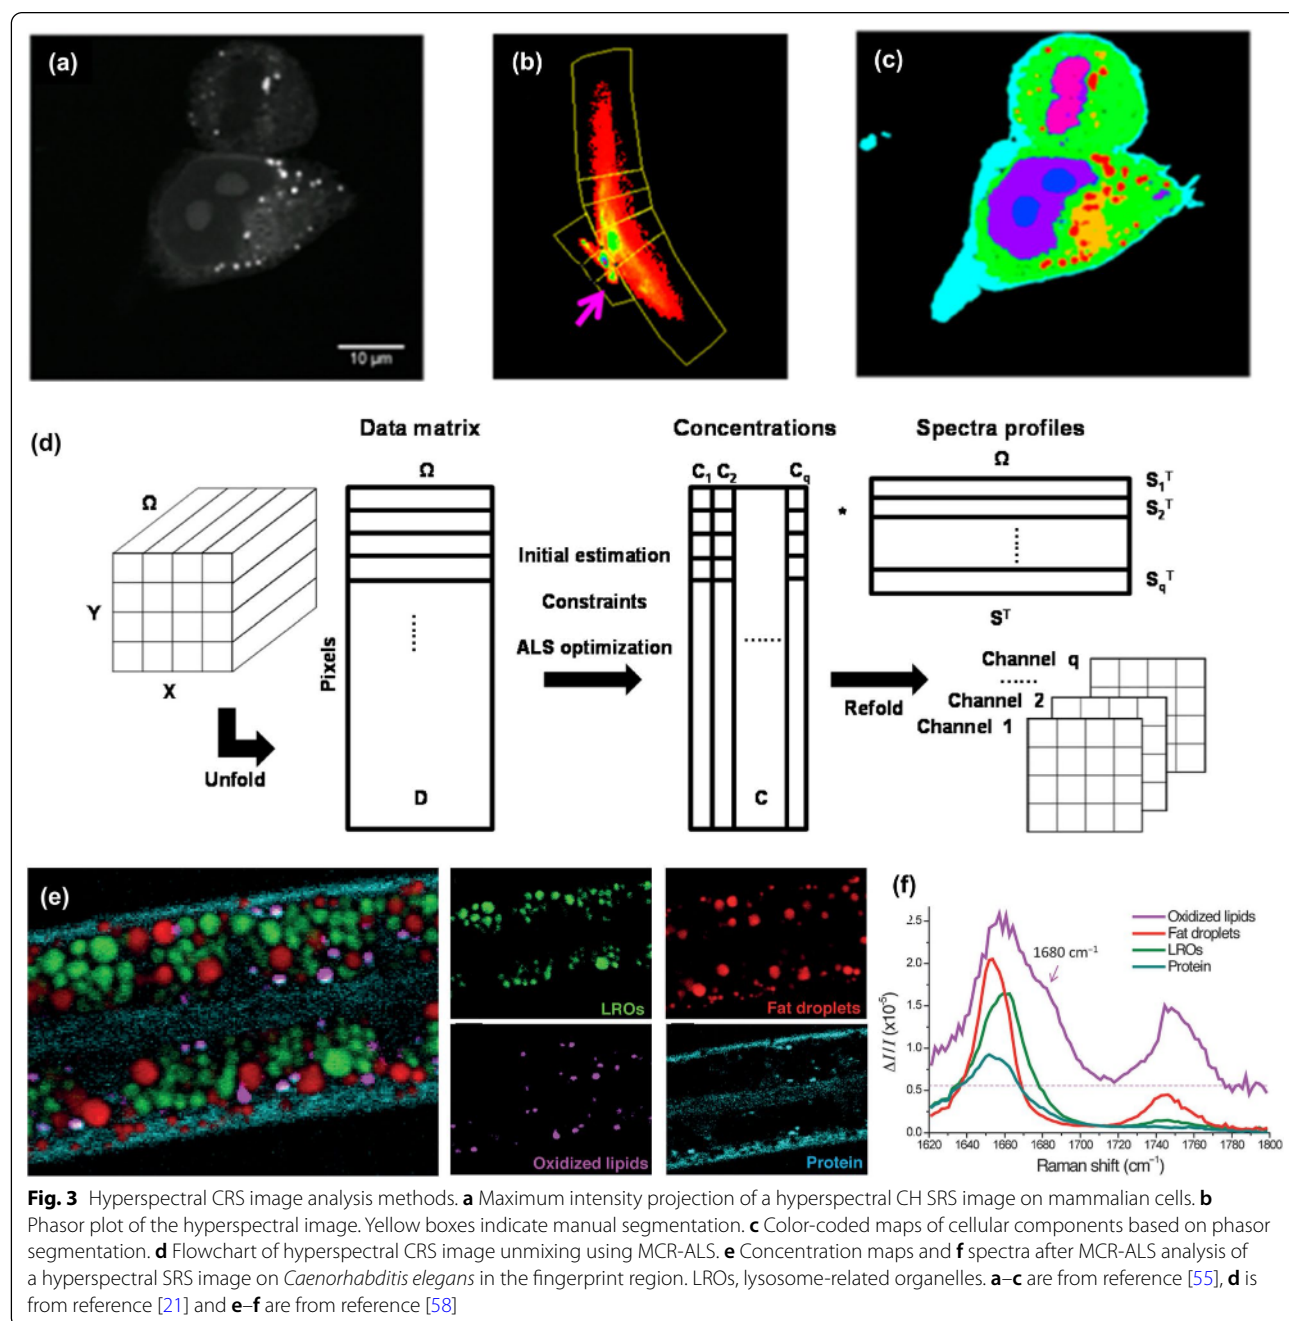 (a)
10 µm
(b)
(c)
(d)
Data matrix
Concentrations
Spectra profiles
Ω
Y
X
Unfold
Ω
Pixels
D
Initial estimation
Constraints
ALS optimization
C1 C2 Cq
C
*
Ω
S1^T
S2^T
Sq^T
S^T
Refold
Channel q
Channel 2
Channel 1
(e)
LROs
Fat droplets
Oxidized lipids
Protein
(f)
Oxidized lipids
Fat droplets
LROs
Protein
1680 cm⁻¹
2.5
2.0
1.5
1.0
0.5
0.0
ΔI/I (x10⁻⁵)
1620 1640 1660 1680 1700 1720 1740 1760 1780 1800
Raman shift (cm⁻¹)
Fig. 3 Hyperspectral CRS image analysis methods. a Maximum intensity projection of a hyperspectral CH SRS image on mammalian cells. b
Phasor plot of the hyperspectral image. Yellow boxes indicate manual segmentation. c Color-coded maps of cellular components based on phasor
segmentation. d Flowchart of hyperspectral CRS image unmixing using MCR-ALS. e Concentration maps and f spectra after MCR-ALS analysis of
a hyperspectral SRS image on Caenorhabditis elegans in the fingerprint region. LROs, lysosome-related organelles. a–c are from reference [55], d is
from reference [21] and e–f are from reference [58]